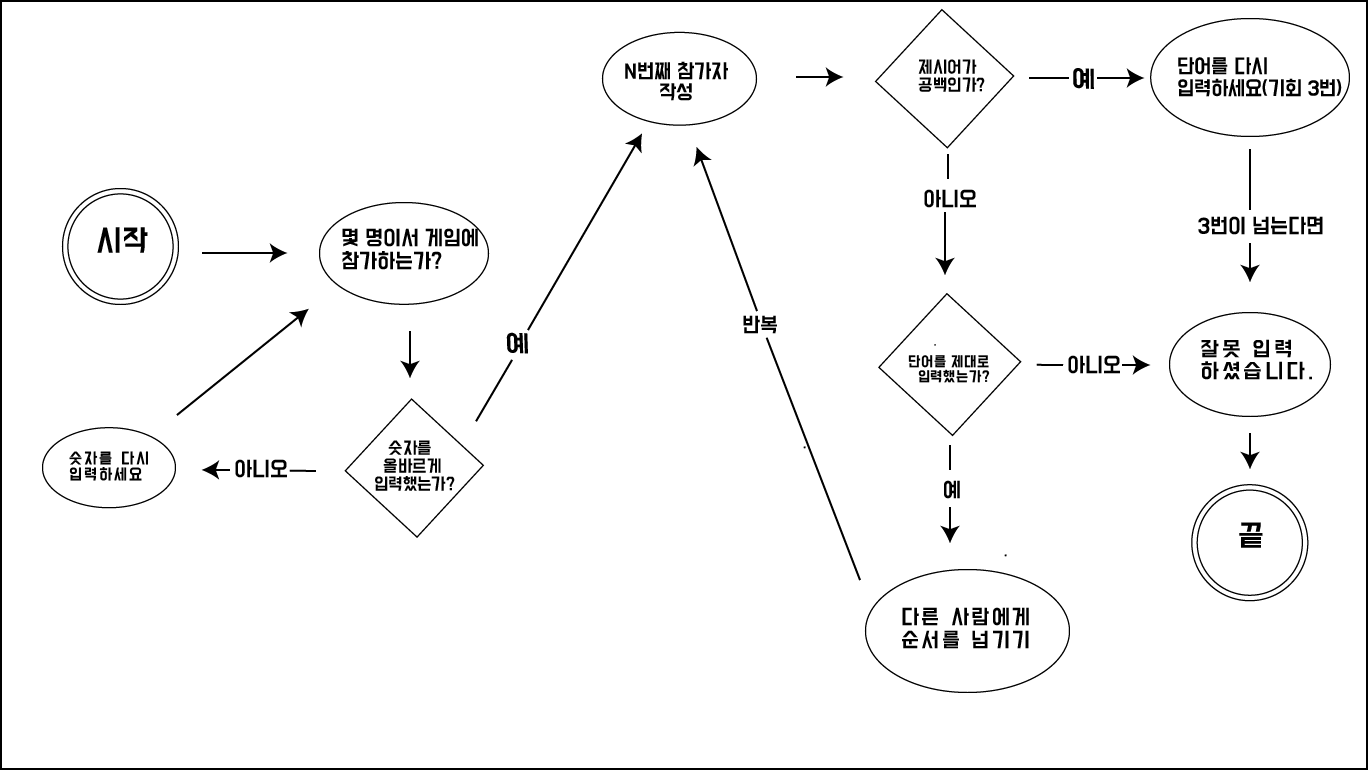 시작
몇 명이서 게임에
참가하는가?
숫자를
올바르게
입력했는가?
아니오
숫자를 다시
입력하세요
예
N번째 참가자
작성
제시어가
공백인가?
예
단어를 다시
입력하세요(기회 3번)
3번이 넘는다면
아니오
단어를 제대로
입력했는가?
아니오
잘못 입력
하셨습니다.
끝
예
다른 사람에게
순서를 넘기기
반복